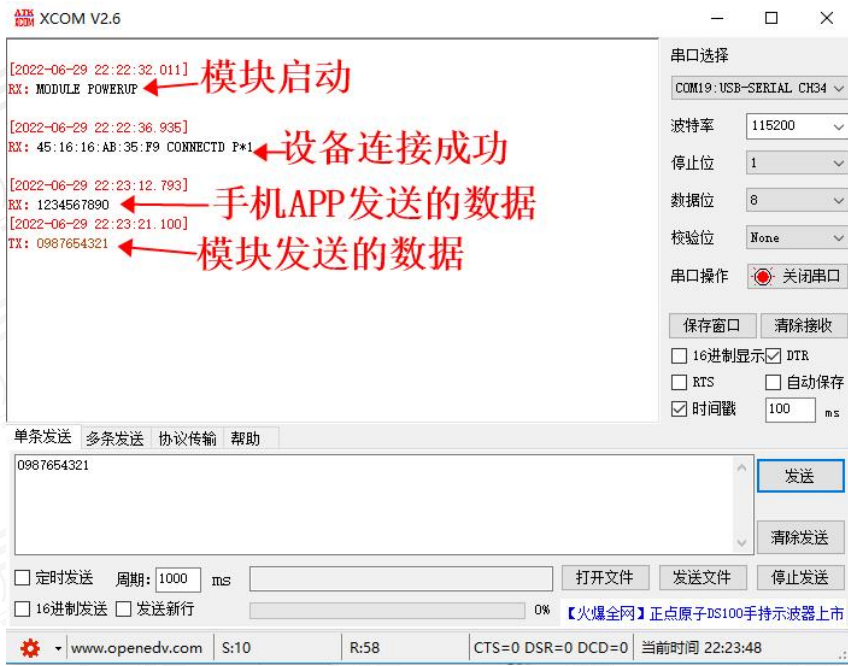 ATK XCOM XCOM V2.6
[2022-06-29 22:22:32.011]
RX: MODULE POWERUP
模块启动
[2022-06-29 22:22:36.935]
RX: 45:16:16:AB:35:F9 CONNECTD P*1
设备连接成功
[2022-06-29 22:23:12.793]
RX: 1234567890
手机APP发送的数据
[2022-06-29 22:23:21.100]
TX: 0987654321
模块发送的数据
串口选择
COM19:USB-SERIAL CH34
波特率 115200
停止位 1
数据位 8
校验位 None
串口操作 关闭串口
保存窗口 清除接收
16进制显示 DTR
RTS 自动保存
时间戳 100 ms
单条发送 多条发送 协议传输 帮助
0987654321
发送
清除发送
定时发送 周期: 1000 ms 打开文件 发送文件 停止发送
16进制发送 发送新行 0% 【火爆全网】正点原子DS100手持示波器上市
www.openedv.com S:10 R:58 CTS=0 DSR=0 DCD=0 当前时间 22:23:48